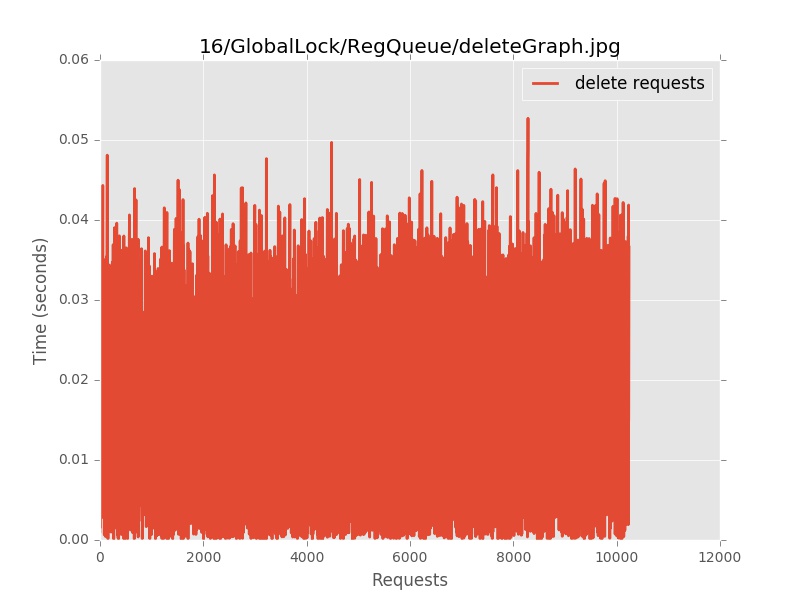 16/GlobalLock/RegQueue/deleteGraph.jpg
0.06
delete requests
0.05
0.04
Time (seconds)
0.03
0.02
0.01
0.00
0 2000 4000 6000 8000 10000 12000
Requests